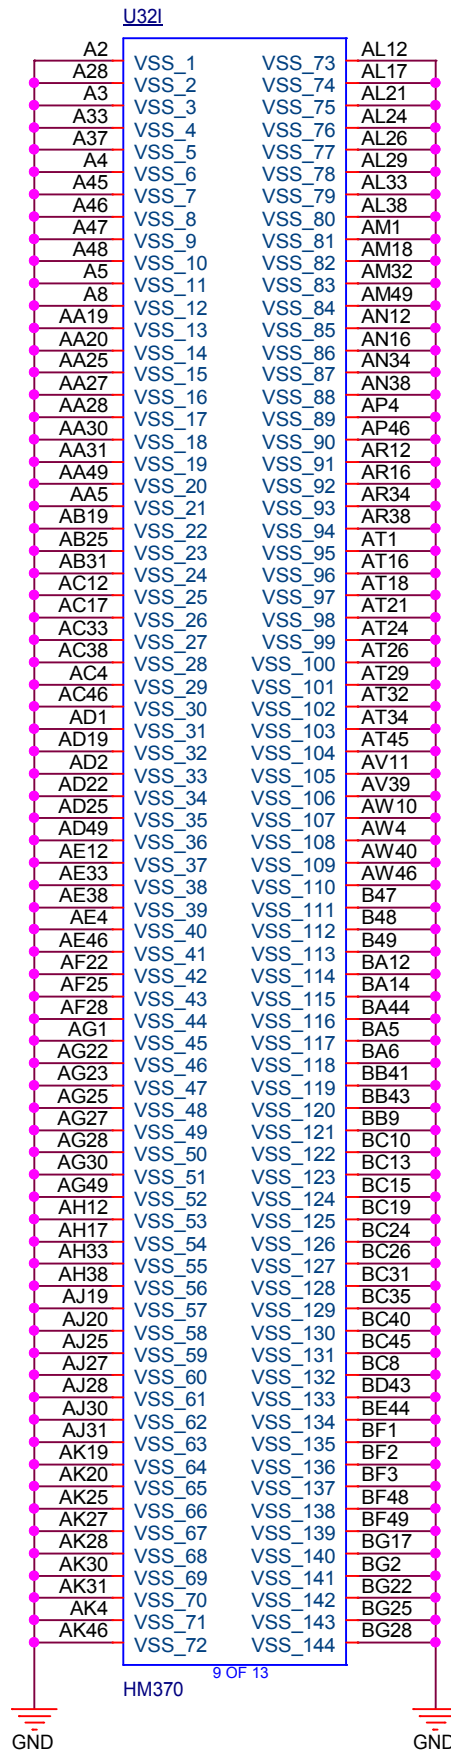 U32I
A2 VSS_1 VSS_73 AL12
A28 VSS_2 VSS_74 AL17
A3 VSS_3 VSS_75 AL21
A33 VSS_4 VSS_76 AL24
A37 VSS_5 VSS_77 AL26
A4 VSS_6 VSS_78 AL29
A45 VSS_7 VSS_79 AL33
A46 VSS_8 VSS_80 AL38
A47 VSS_9 VSS_81 AM1
A48 VSS_10 VSS_82 AM18
A5 VSS_11 VSS_83 AM32
A8 VSS_12 VSS_84 AM49
AA19 VSS_13 VSS_85 AN12
AA20 VSS_14 VSS_86 AN16
AA25 VSS_15 VSS_87 AN34
AA27 VSS_16 VSS_88 AN38
AA28 VSS_17 VSS_89 AP4
AA30 VSS_18 VSS_90 AP46
AA31 VSS_19 VSS_91 AR12
AA49 VSS_20 VSS_92 AR16
AA5 VSS_21 VSS_93 AR34
AB19 VSS_22 VSS_94 AR38
AB25 VSS_23 VSS_95 AT1
AB31 VSS_24 VSS_96 AT16
AC12 VSS_25 VSS_97 AT18
AC17 VSS_26 VSS_98 AT21
AC33 VSS_27 VSS_99 AT24
AC38 VSS_28 VSS_100 AT26
AC4 VSS_29 VSS_101 AT29
AC46 VSS_30 VSS_102 AT32
AD1 VSS_31 VSS_103 AT34
AD19 VSS_32 VSS_104 AT45
AD2 VSS_33 VSS_105 AV11
AD22 VSS_34 VSS_106 AV39
AD25 VSS_35 VSS_107 AW10
AD49 VSS_36 VSS_108 AW4
AE12 VSS_37 VSS_109 AW40
AE33 VSS_38 VSS_110 AW46
AE38 VSS_39 VSS_111 B47
AE4 VSS_40 VSS_112 B48
AE46 VSS_41 VSS_113 B49
AF22 VSS_42 VSS_114 BA12
AF25 VSS_43 VSS_115 BA14
AF28 VSS_44 VSS_116 BA44
AG1 VSS_45 VSS_117 BA5
AG22 VSS_46 VSS_118 BA6
AG23 VSS_47 VSS_119 BB41
AG25 VSS_48 VSS_120 BB43
AG27 VSS_49 VSS_121 BB9
AG28 VSS_50 VSS_122 BC10
AG30 VSS_51 VSS_123 BC13
AG49 VSS_52 VSS_124 BC15
AH12 VSS_53 VSS_125 BC19
AH17 VSS_54 VSS_126 BC24
AH33 VSS_55 VSS_127 BC26
AH38 VSS_56 VSS_128 BC31
AJ19 VSS_57 VSS_129 BC35
AJ20 VSS_58 VSS_130 BC40
AJ25 VSS_59 VSS_131 BC45
AJ27 VSS_60 VSS_132 BC8
AJ28 VSS_61 VSS_133 BD43
AJ30 VSS_62 VSS_134 BE44
AJ31 VSS_63 VSS_135 BF1
AK19 VSS_64 VSS_136 BF2
AK20 VSS_65 VSS_137 BF3
AK25 VSS_66 VSS_138 BF48
AK27 VSS_67 VSS_139 BF49
AK28 VSS_68 VSS_140 BG17
AK30 VSS_69 VSS_141 BG2
AK31 VSS_70 VSS_142 BG22
AK4 VSS_71 VSS_143 BG25
AK46 VSS_72 VSS_144 BG28
9 OF 13
HM370
GND GND